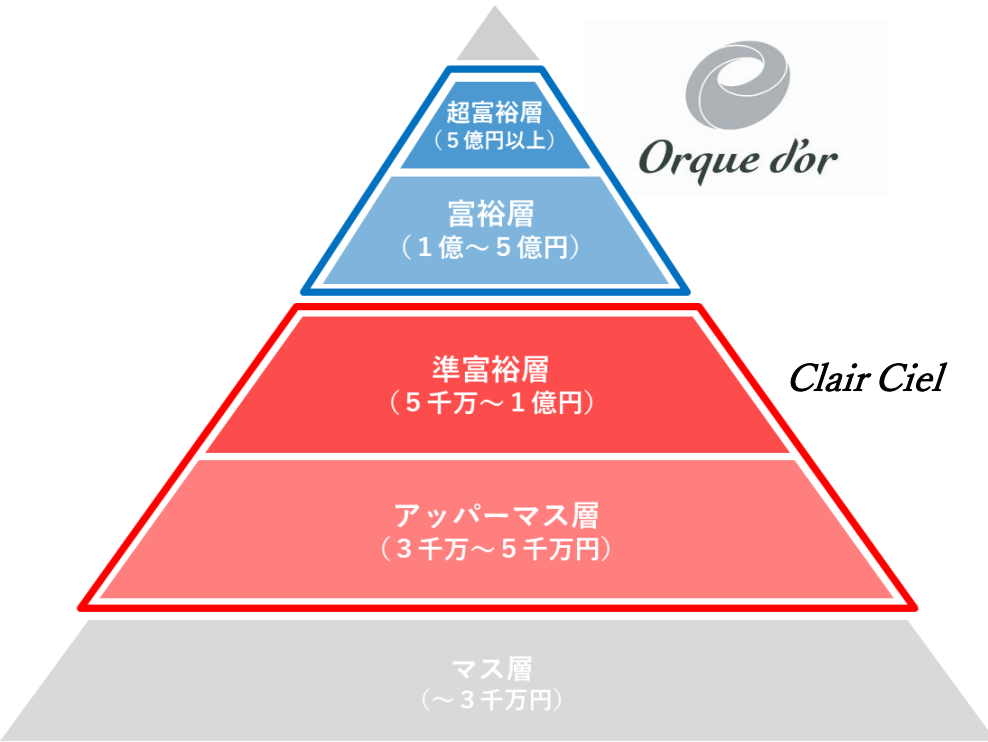 超富裕層
（５億円以上）
Orque d'or
富裕層
（１億～５億円）
準富裕層
（５千万～１億円）
Clair Ciel
アッパーマス層
（３千万～５千万円）
マス層
（～３千万円）